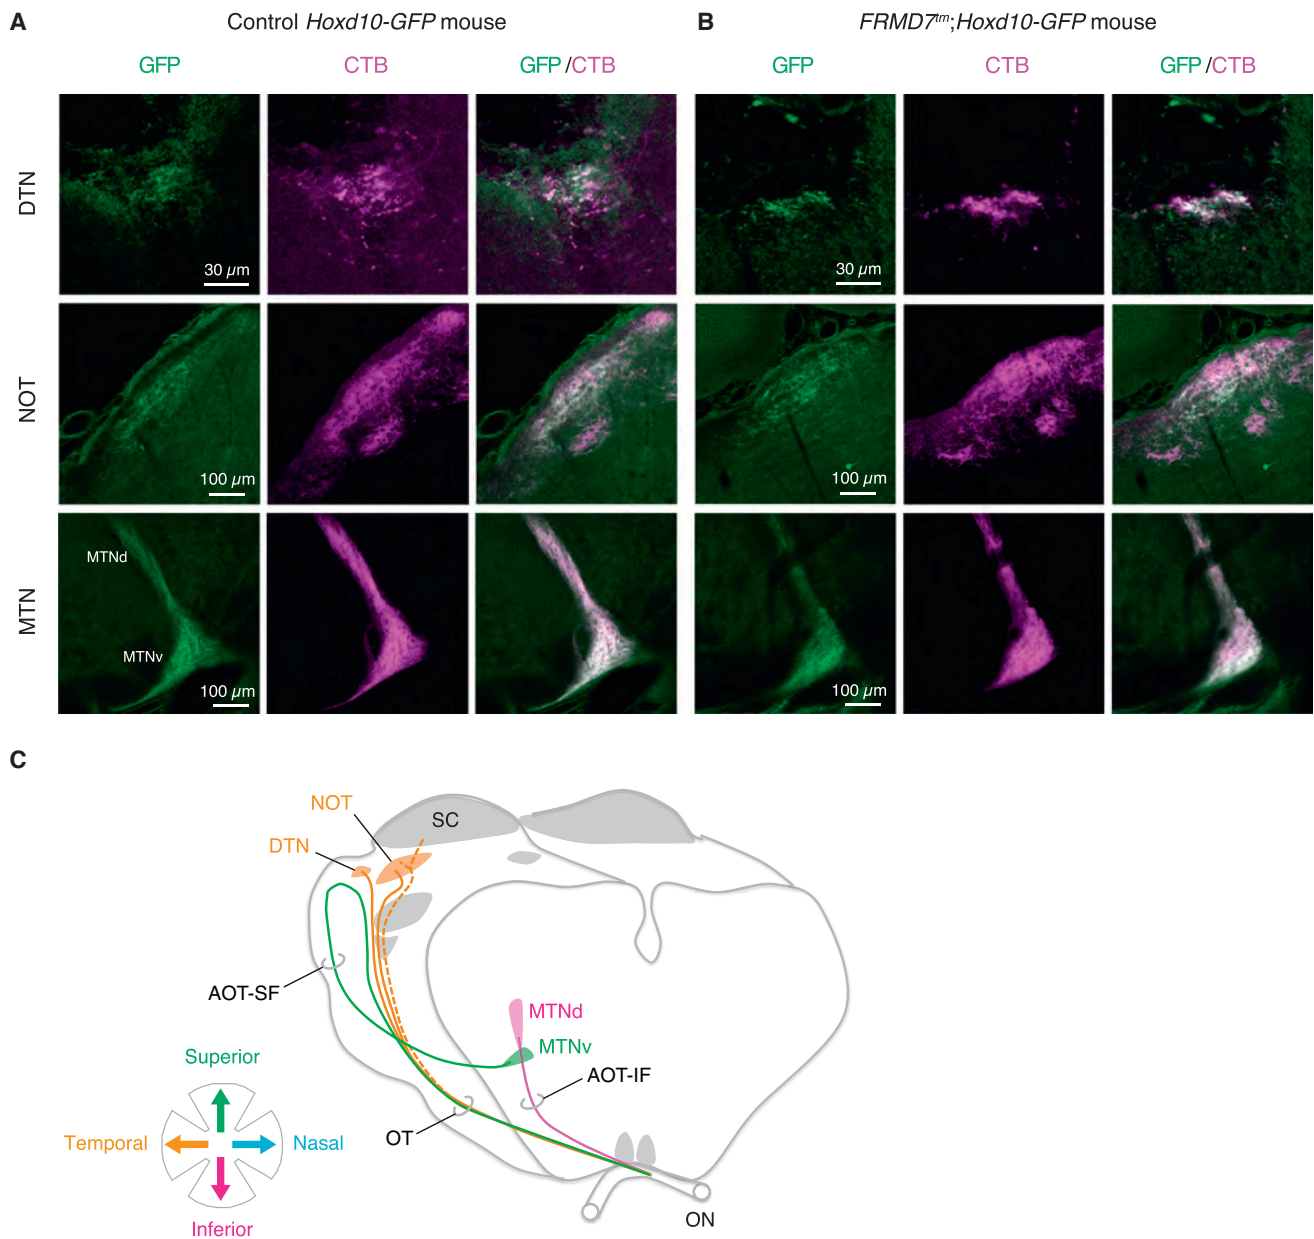 A
Control Hoxd10-GFP mouse
B
FRMD7tm;Hoxd10-GFP mouse
GFP
CTB
GFP /CTB
GFP
CTB
GFP /CTB
DTN
30 µm
30 µm
NOT
100 µm
100 µm
MTN
MTNd
MTNv
100 µm
100 µm
C
NOT
SC
DTN
AOT-SF
MTNd
MTNv
AOT-IF
OT
ON
Superior
Temporal
Nasal
Inferior